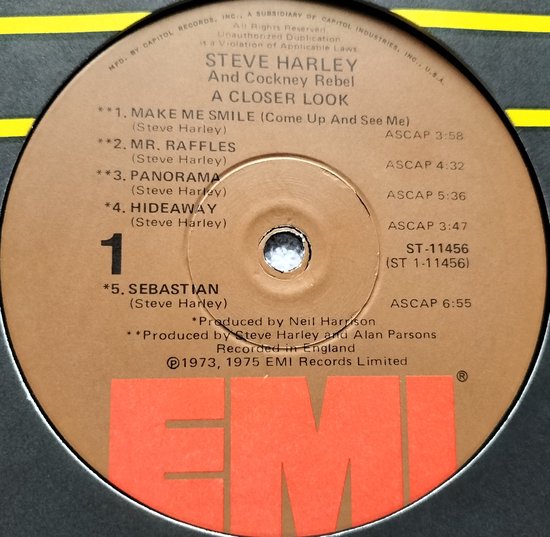 MFD. BY CAPITOL RECORDS, INC., A SUBSIDIARY OF CAPITOL INDUSTRIES, INC., U.S.A.
All Rights Reserved
Unauthorized Duplication
is a Violation of Applicable Laws.
STEVE HARLEY
And Cockney Rebel
A CLOSER LOOK
**1. MAKE ME SMILE (Come Up And See Me)
(Steve Harley) ASCAP 3:58
**2. MR. RAFFLES
(Steve Harley) ASCAP 4:32
**3. PANORAMA
(Steve Harley) ASCAP 5:36
*4. HIDEAWAY
(Steve Harley) ASCAP 3:47
1
ST-11456
(ST 1-11456)
*5. SEBASTIAN
(Steve Harley) ASCAP 6:55
*Produced by Neil Harrison
**Produced by Steve Harley and Alan Parsons
Recorded in England
℗1973, 1975 EMI Records Limited
EMI®